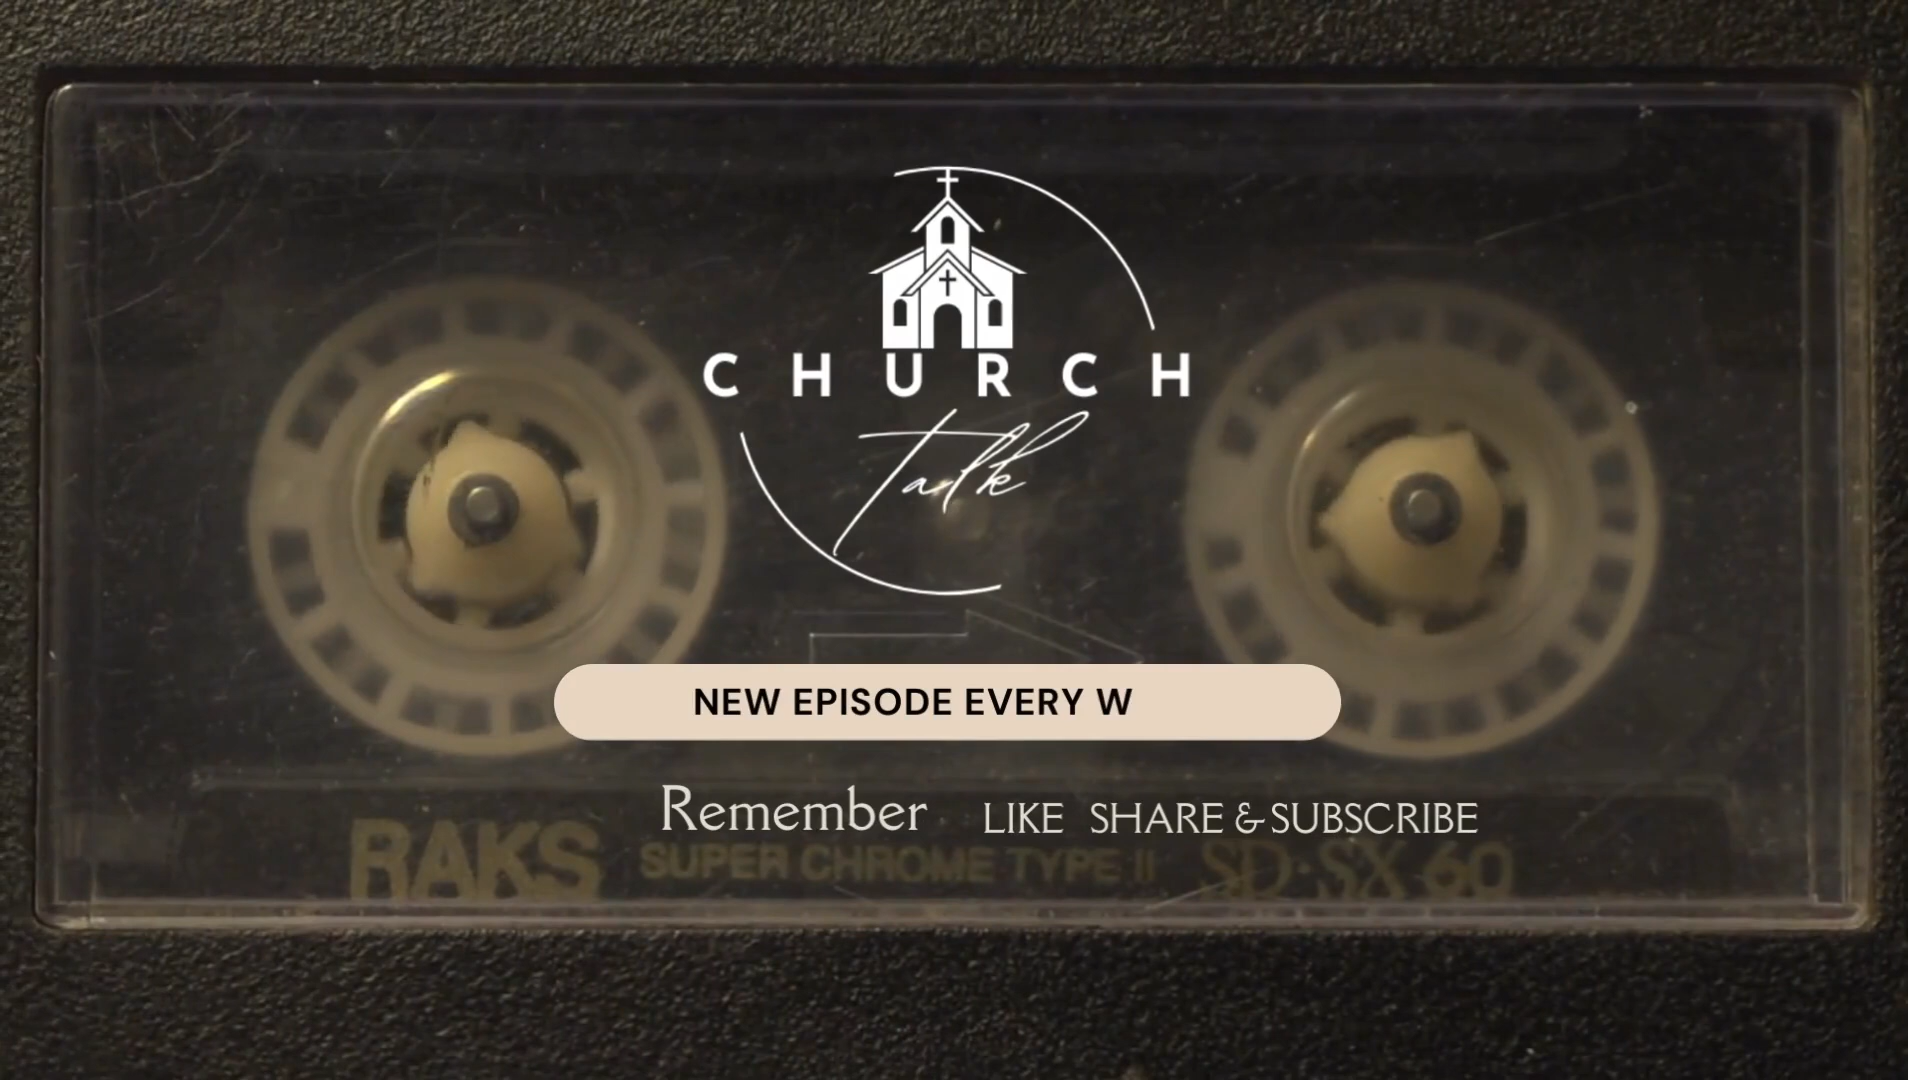 CHURCH
Talk
NEW EPISODE EVERY W
Remember LIKE SHARE & SUBSCRIBE
RAKS SUPER CHROME TYPE II SD·SX 60